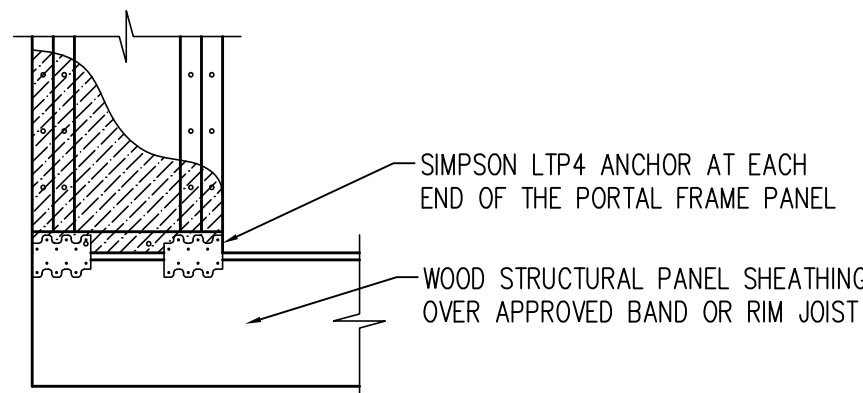 SIMPSON LTP4 ANCHOR AT EACH
END OF THE PORTAL FRAME PANEL
WOOD STRUCTURAL PANEL SHEATHING
OVER APPROVED BAND OR RIM JOIST